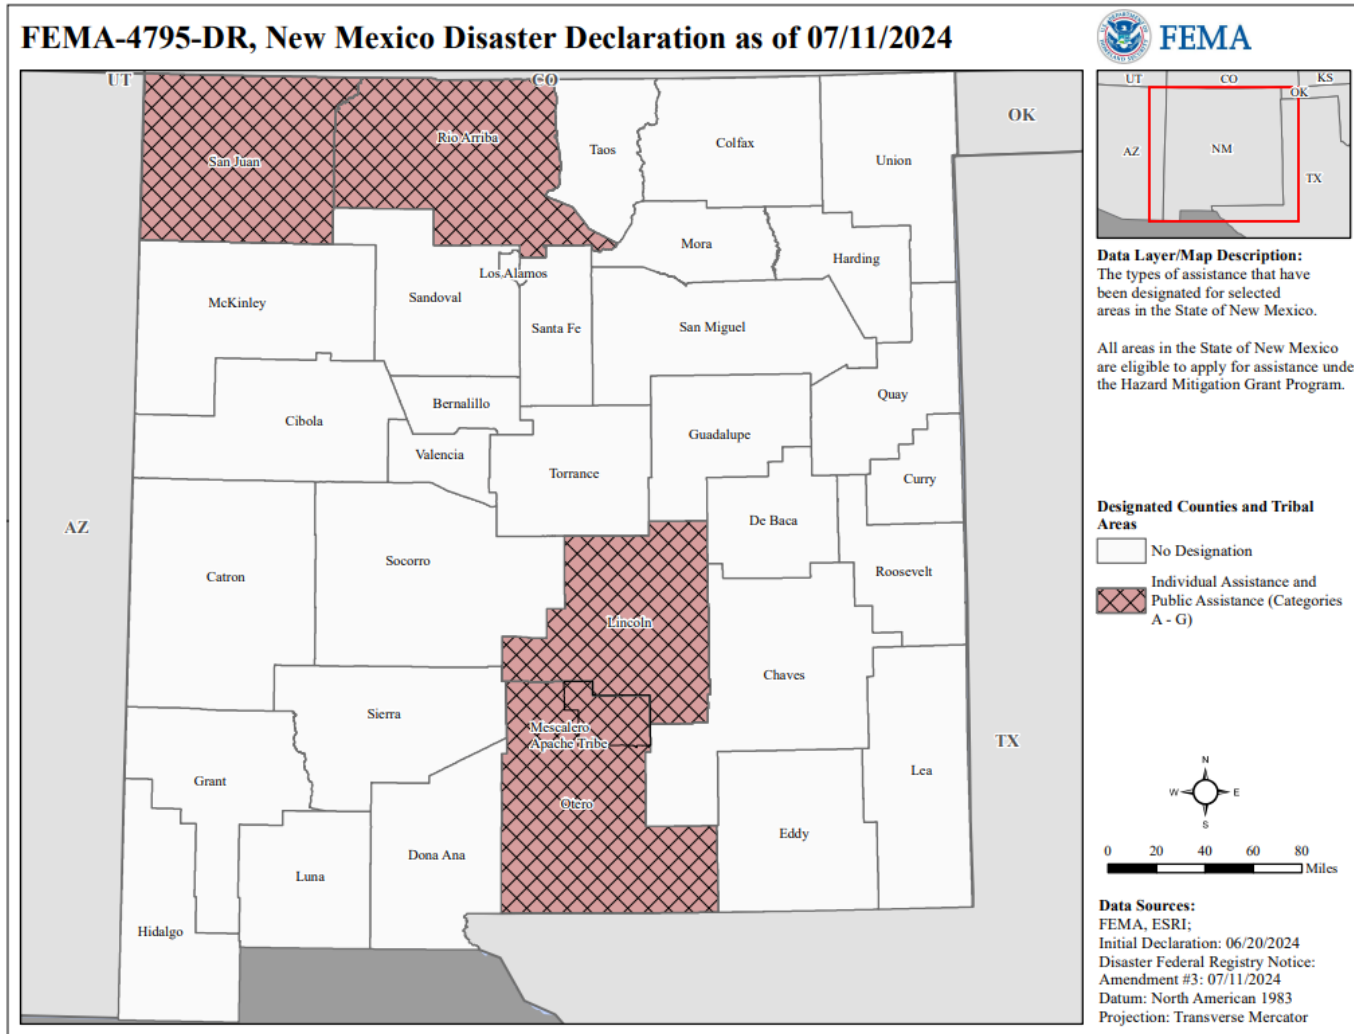 FEMA-4795-DR, New Mexico Disaster Declaration as of 07/11/2024
FEMA
UT
CO
OK
AZ
TX
San Juan
Rio Arriba
Taos
Colfax
Union
Mora
Harding
Los Alamos
McKinley
Sandoval
Santa Fe
San Miguel
Quay
Cibola
Bernalillo
Guadalupe
Valencia
Torrance
Curry
De Baca
Catron
Socorro
Roosevelt
Lincoln
Chaves
Sierra
Mescalero
Apache Tribe
Grant
Lea
Otero
Eddy
Dona Ana
Luna
Hidalgo
UT
CO
KS
OK
AZ
NM
TX
Data Layer/Map Description:
The types of assistance that have
been designated for selected
areas in the State of New Mexico.
All areas in the State of New Mexico
are eligible to apply for assistance unde
the Hazard Mitigation Grant Program.
Designated Counties and Tribal
Areas
No Designation
Individual Assistance and
Public Assistance (Categories
A - G)
N
W
E
S
0 20 40 60 80
Miles
Data Sources:
FEMA, ESRI;
Initial Declaration: 06/20/2024
Disaster Federal Registry Notice:
Amendment #3: 07/11/2024
Datum: North American 1983
Projection: Transverse Mercator